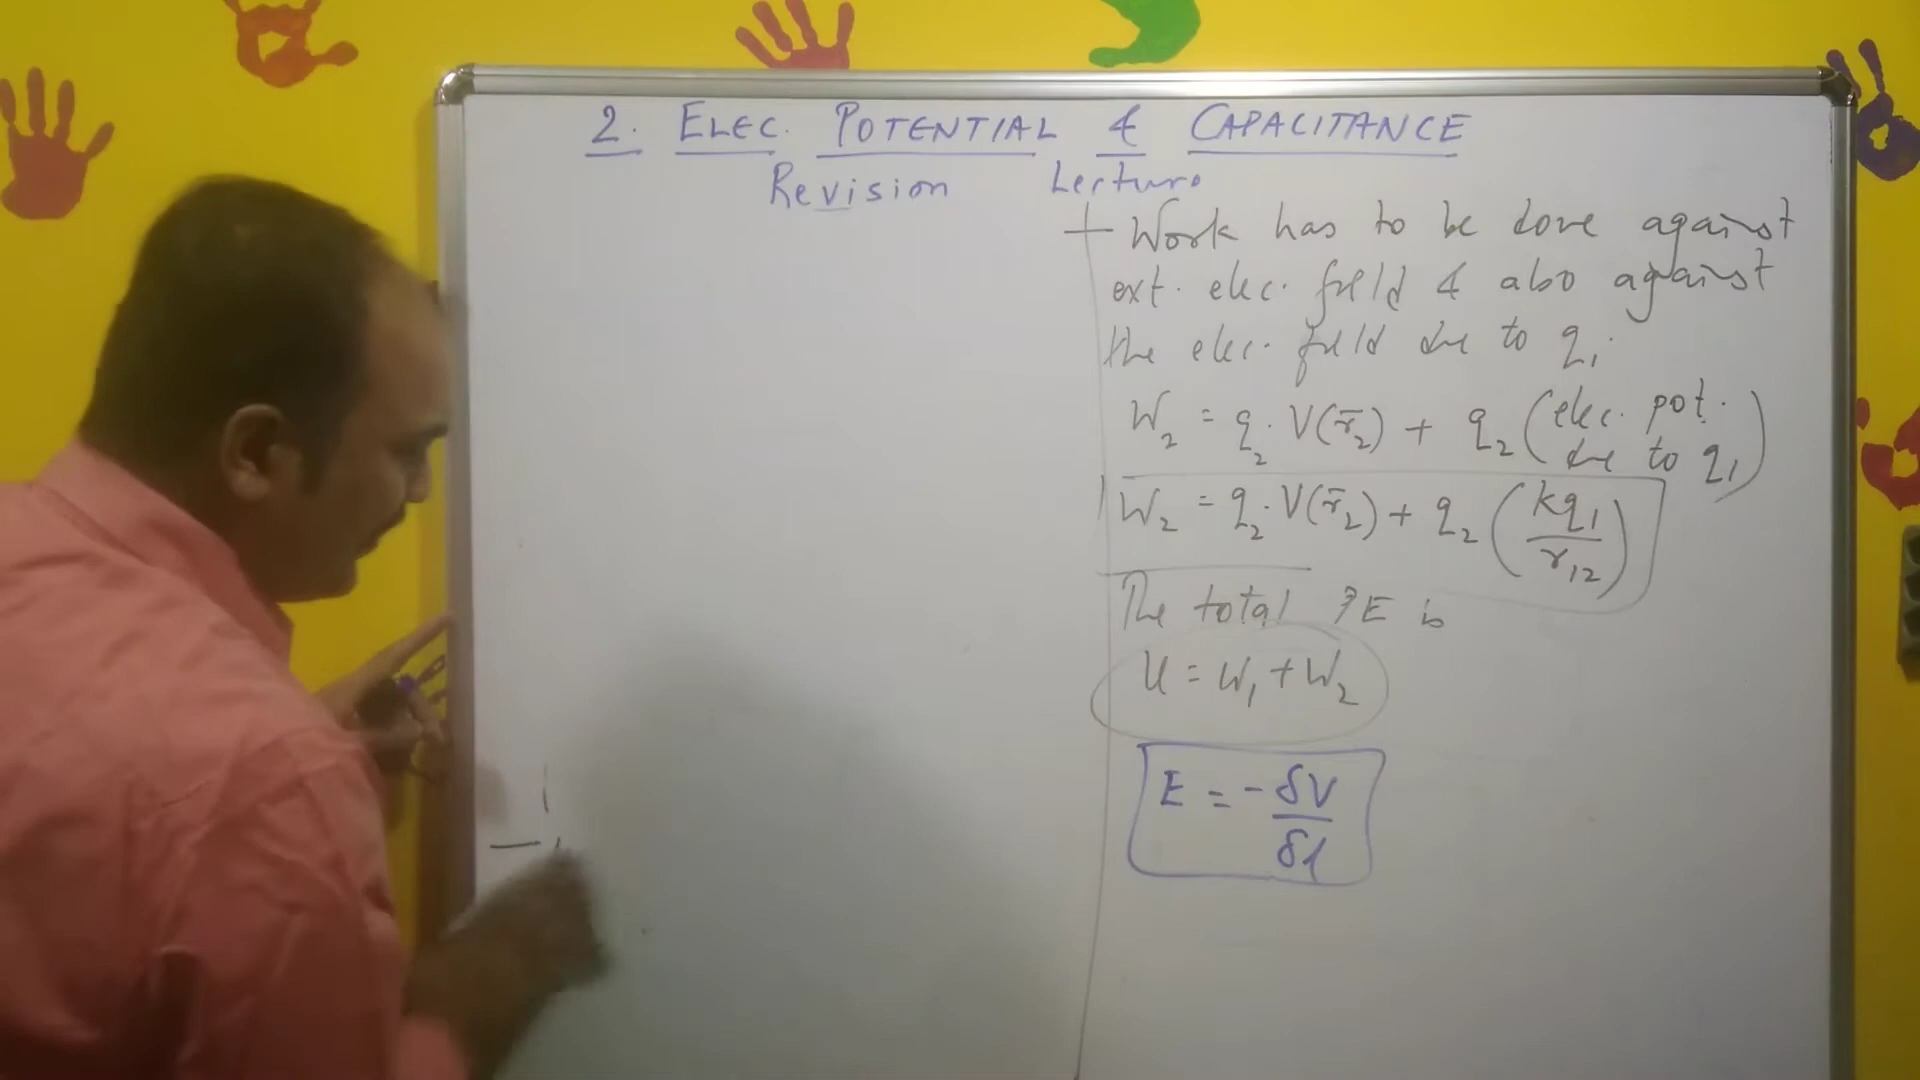 2. ELEC. POTENTIAL & CAPACITANCE
Revision Lecture
+ Work has to be done against
ext. elec. field & also against
the elec. field due to q₁.
W₂ = q₂. V(r̄₂) + q₂ (elec. pot. due to q₁)
W₂ = q₂. V(r̄₂) + q₂ (kq₁/r₁₂)
The total PE is
U = W₁ + W₂
E = - δV/δl